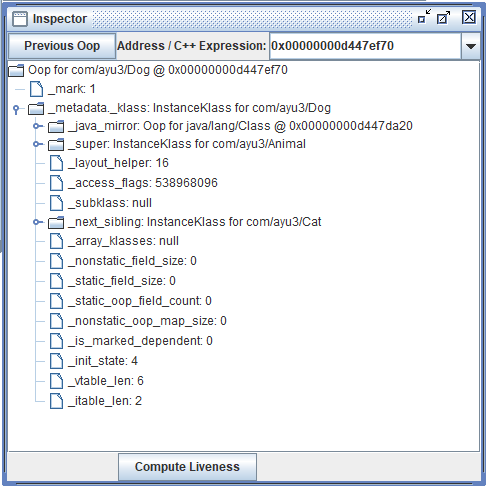 Inspector
Previous Oop Address / C++ Expression: 0x00000000d447ef70
Oop for com/ayu3/Dog @ 0x00000000d447ef70
_mark: 1
_metadata._klass: InstanceKlass for com/ayu3/Dog
_java_mirror: Oop for java/lang/Class @ 0x00000000d447da20
_super: InstanceKlass for com/ayu3/Animal
_layout_helper: 16
_access_flags: 538968096
_subklass: null
_next_sibling: InstanceKlass for com/ayu3/Cat
_array_klasses: null
_nonstatic_field_size: 0
_static_field_size: 0
_static_oop_field_count: 0
_nonstatic_oop_map_size: 0
_is_marked_dependent: 0
_init_state: 4
_vtable_len: 6
_itable_len: 2
Compute Liveness